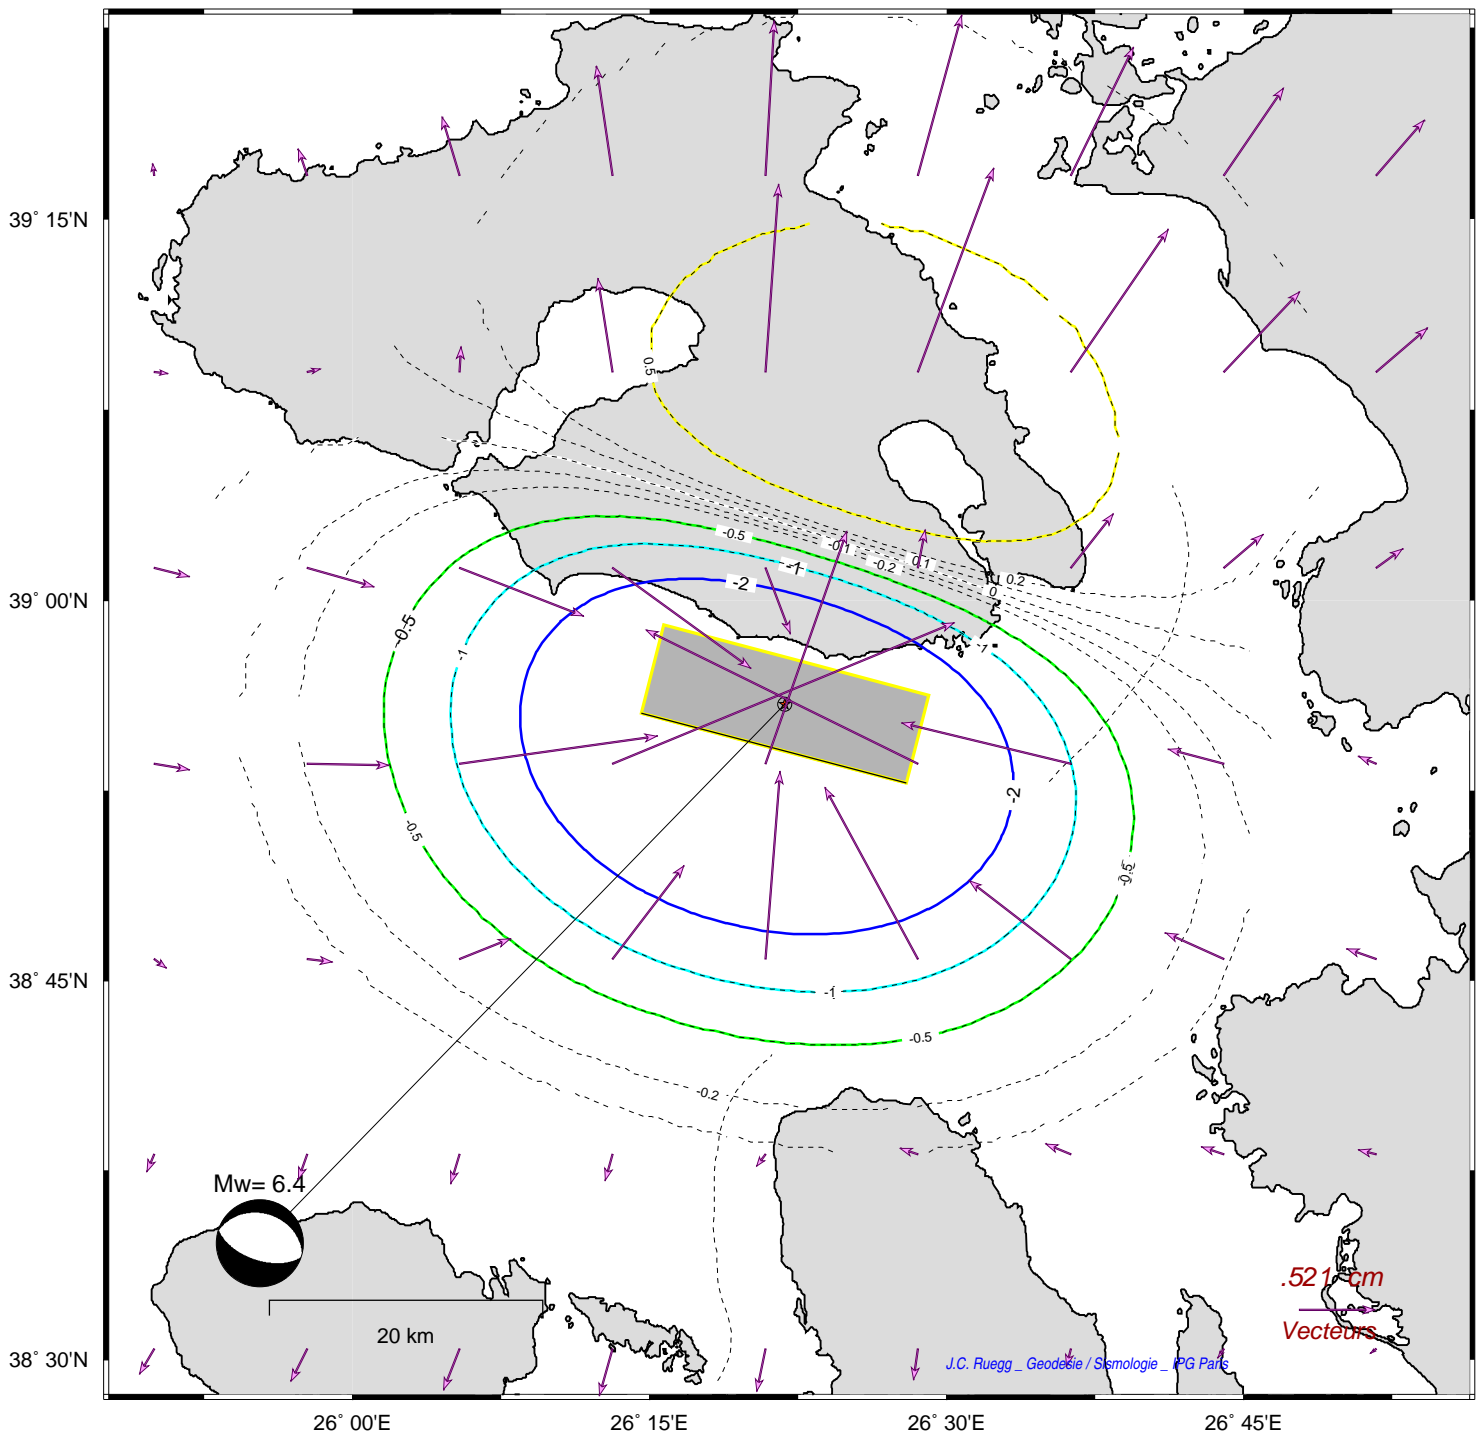 39° 15'N
0.5
-0.5
-0.1
0.1
-0.2
-1
-2
0.2
0
39° 00'N
-0.5
-1
-1
-2
-0.5
-0.5
38° 45'N
-1
-0.5
-0.2
Mw= 6.4
.521 cm
20 km
Vecteurs
38° 30'N
J.C. Ruegg _ Geodesie / Sismologie _ IPG Paris
26° 00'E
26° 15'E
26° 30'E
26° 45'E